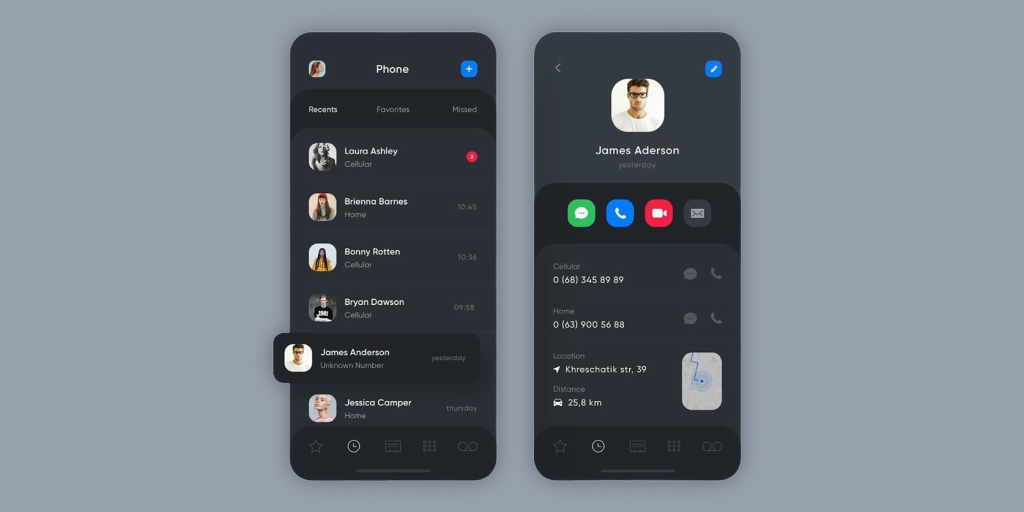 Phone
Recents Favorites Missed
Laura Ashley
Cellular
2
Brienna Barnes
Home
10:45
Bonny Rotten
Cellular
10:36
Bryan Dawson
Cellular
09:58
James Anderson
Unknown Number
yesterday
Jessica Camper
Home
thursday
James Aderson
yesterday
Cellular
0 (68) 345 89 89
Home
0 (63) 900 56 88
Location
Khreschatik str, 39
Distance
25,8 km